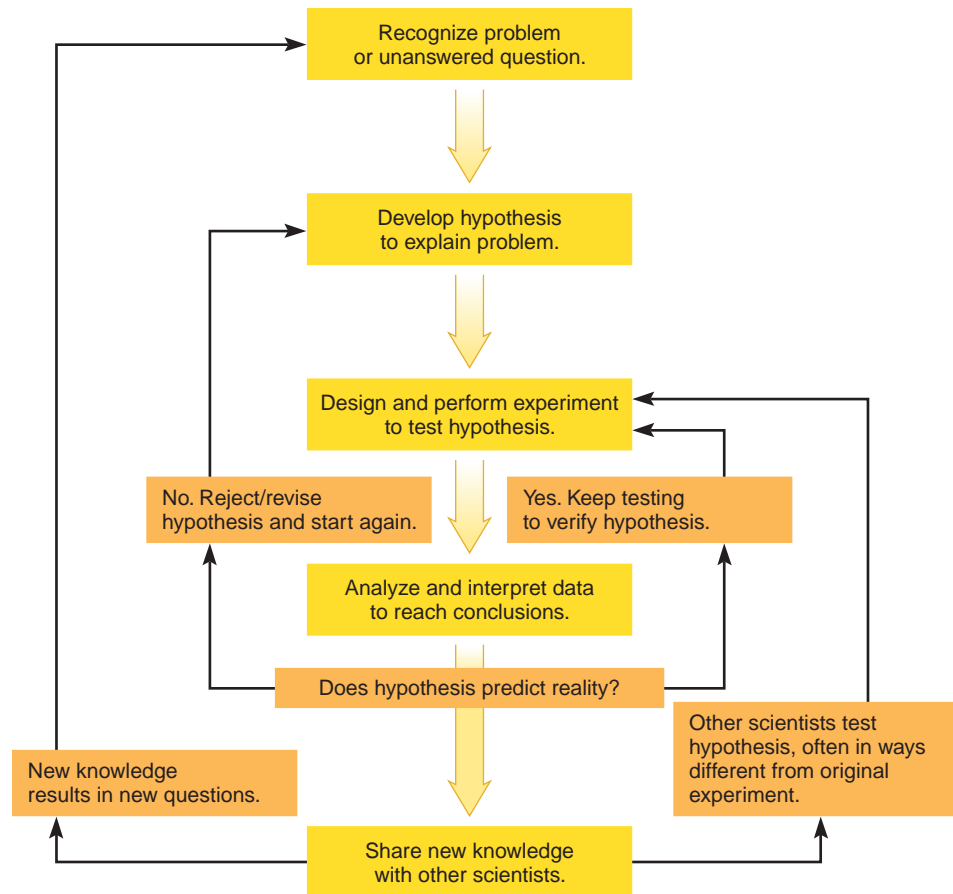 Recognize problem
or unanswered question.
Develop hypothesis
to explain problem.
Design and perform experiment
to test hypothesis.
No. Reject/revise
hypothesis and start again.
Yes. Keep testing
to verify hypothesis.
Analyze and interpret data
to reach conclusions.
Does hypothesis predict reality?
New knowledge
results in new questions.
Other scientists test
hypothesis, often in ways
different from original
experiment.
Share new knowledge
with other scientists.